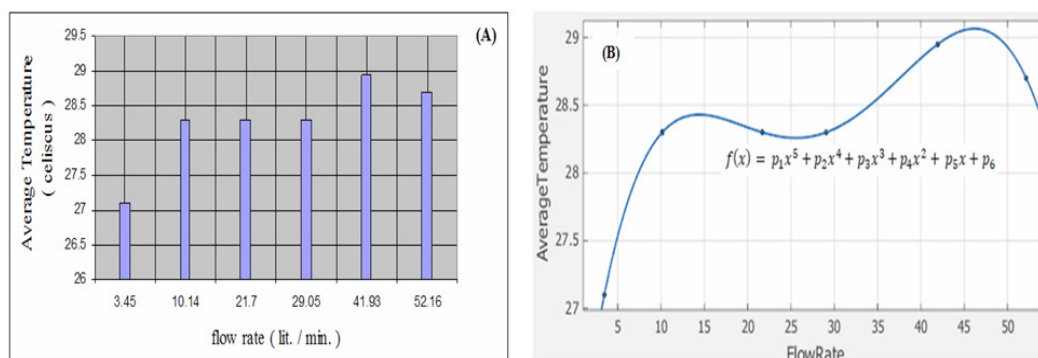 (A)
Average Temperature
( celiscus )
29.5
29
28.5
28
27.5
27
26.5
26
3.45 10.14 21.7 29.05 41.93 52.16
flow rate ( lit. / min. )
(B)
AverageTemperature
29
28.5
28
27.5
27
f(x) = p₁x⁵ + p₂x⁴ + p₃x³ + p₄x² + p₅x + p₆
5 10 15 20 25 30 35 40 45 50
FlowRate